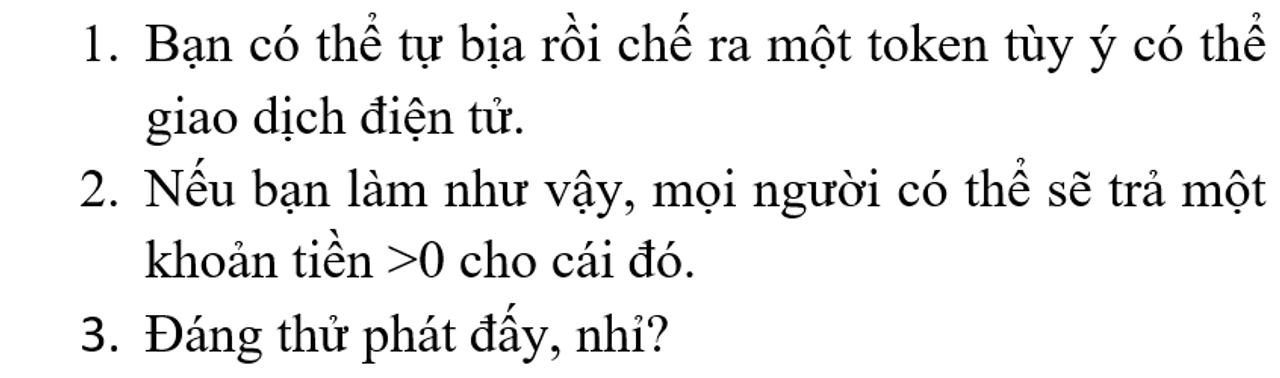 1. Bạn có thể tự bịa rồi chế ra một token tùy ý có thể
giao dịch điện tử.
2. Nếu bạn làm như vậy, mọi người có thể sẽ trả một
khoản tiền >0 cho cái đó.
3. Đáng thử phát đấy, nhỉ?